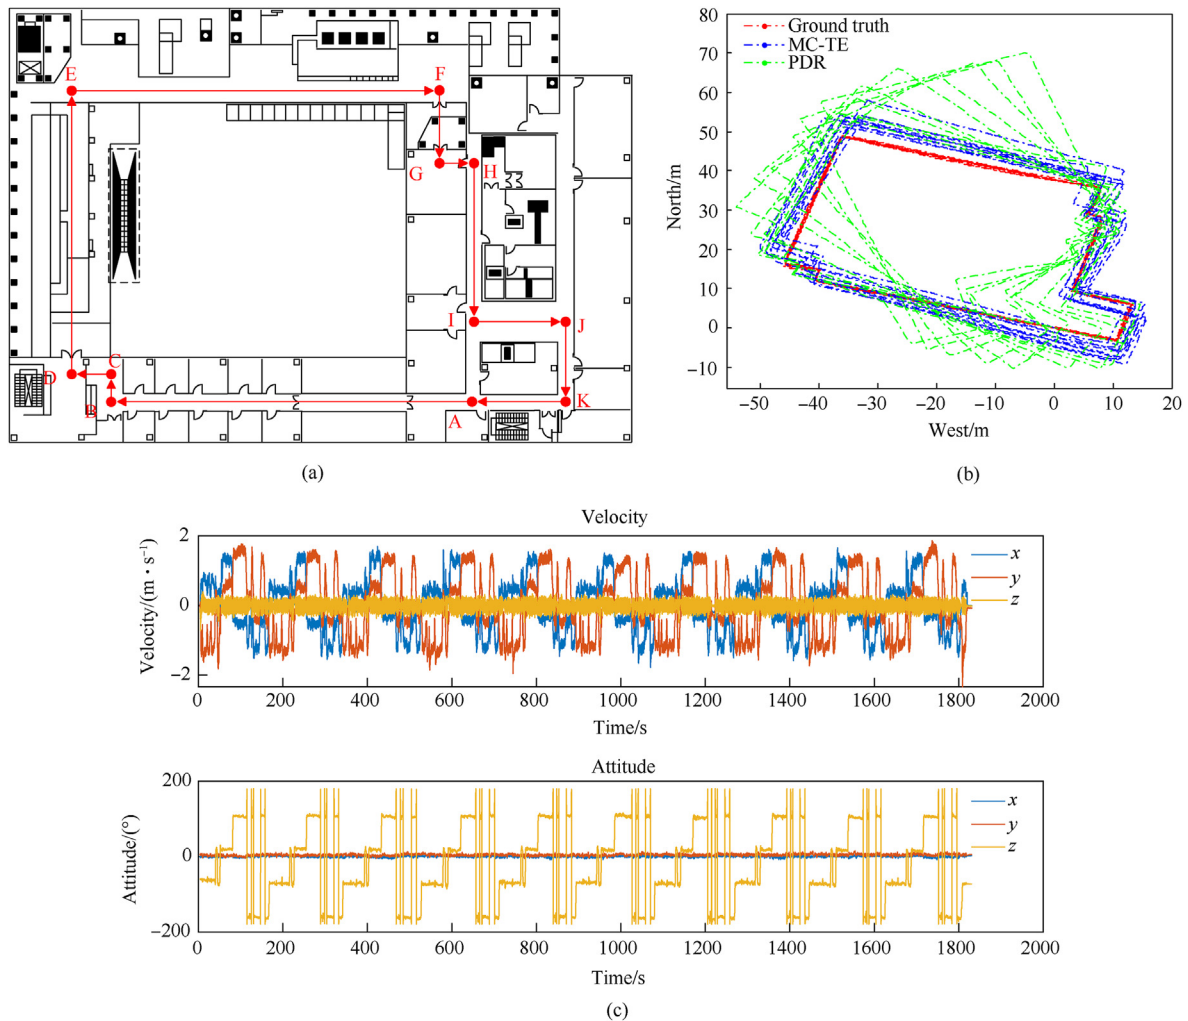 E
F
G
H
I
J
D
C
B
A
K
(a)
80
70
60
50
40
30
20
10
0
−10
North/m
Ground truth
MC-TE
PDR
−50
−40
−30
−20
−10
0
10
20
West/m
(b)
Velocity
2
0
−2
Velocity/(m · s⁻¹)
x
y
z
0
200
400
600
800
1000
1200
1400
1600
1800
2000
Time/s
Attitude
200
0
−200
Attitude/(°)
x
y
z
0
200
400
600
800
1000
1200
1400
1600
1800
2000
Time/s
(c)